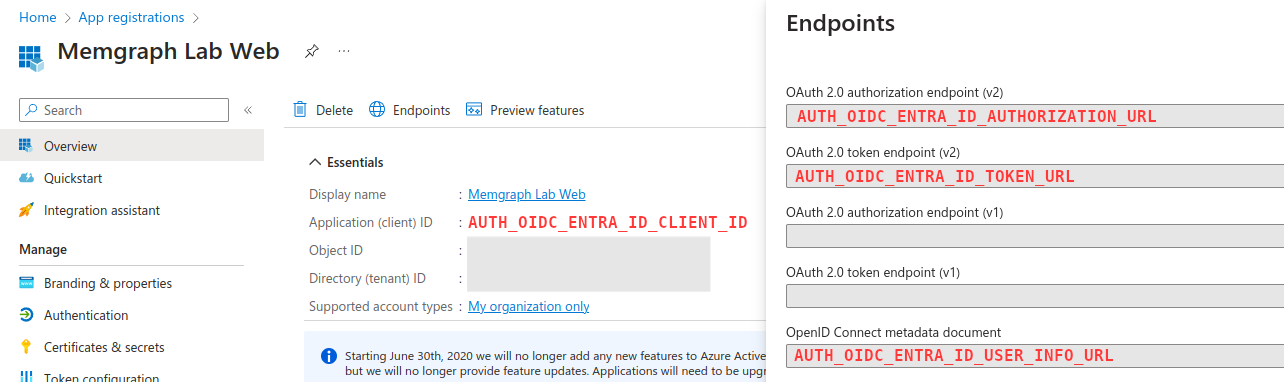 Home > App registrations >
Memgraph Lab Web
Search
Overview
Quickstart
Integration assistant
Manage
Branding & properties
Authentication
Certificates & secrets
Token configuration
Delete Endpoints Preview features
Essentials
Display name : Memgraph Lab Web
Application (client) ID : AUTH_OIDC_ENTRA_ID_CLIENT_ID
Object ID :
Directory (tenant) ID :
Supported account types : My organization only
Starting June 30th, 2020 we will no longer add any new features to Azure Active
but we will no longer provide feature updates. Applications will need to be upgr
Endpoints
OAuth 2.0 authorization endpoint (v2)
AUTH_OIDC_ENTRA_ID_AUTHORIZATION_URL
OAuth 2.0 token endpoint (v2)
AUTH_OIDC_ENTRA_ID_TOKEN_URL
OAuth 2.0 authorization endpoint (v1)
OAuth 2.0 token endpoint (v1)
OpenID Connect metadata document
AUTH_OIDC_ENTRA_ID_USER_INFO_URL